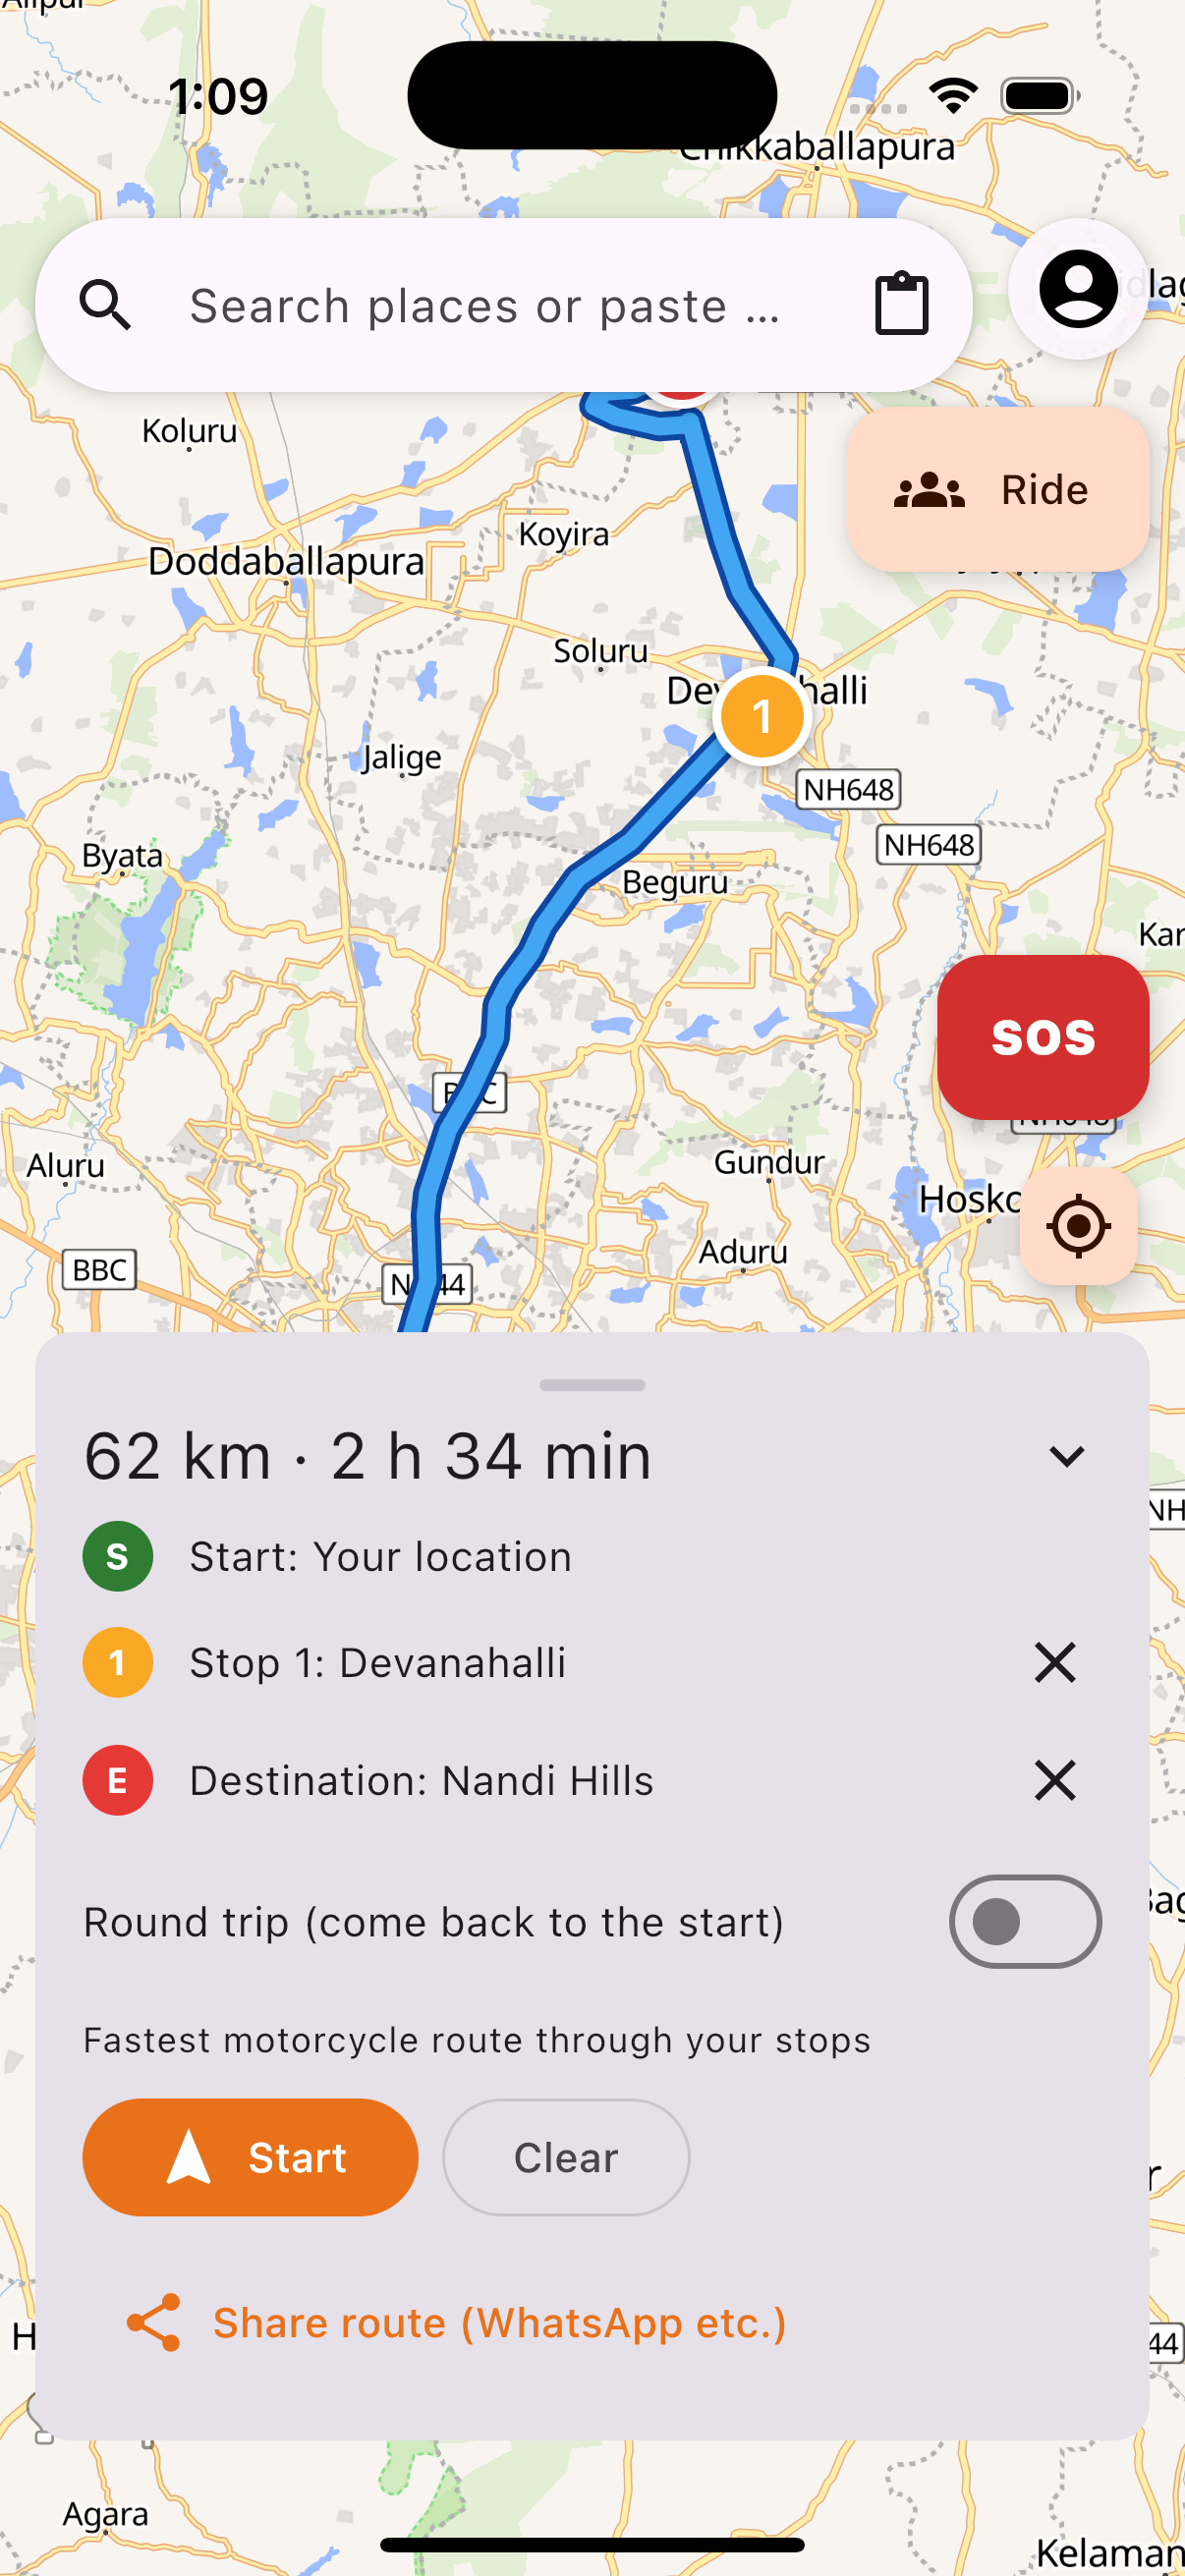 1:09
Chikkaballapura
Search places or paste ...
Koluru
Ride
Koyira
Doddaballapura
Soluru
1
Jalige
NH648
NH648
Byata
Beguru
SOS
Aluru
Gundur
Aduru
BBC
62 km · 2 h 34 min
S Start: Your location
1 Stop 1: Devanahalli
E Destination: Nandi Hills
Round trip (come back to the start)
Fastest motorcycle route through your stops
Start
Clear
Share route (WhatsApp etc.)
44
Agara